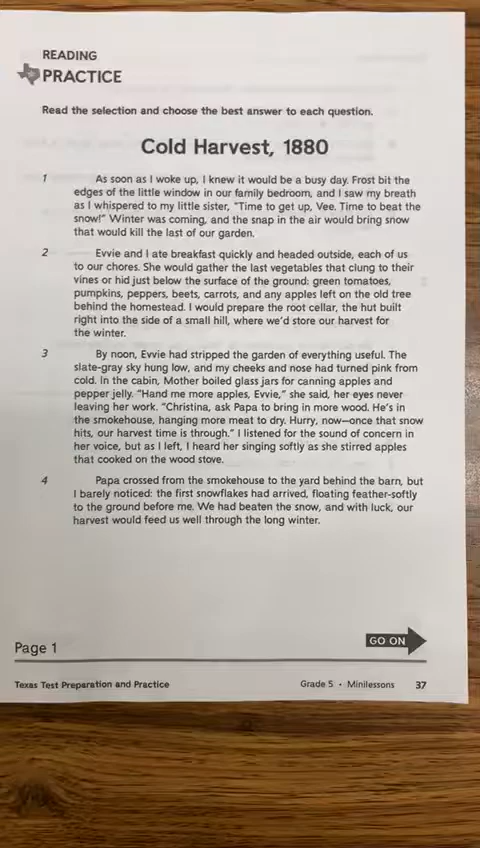 READING
PRACTICE
Read the selection and choose the best answer to each question.
Cold Harvest, 1880
1 As soon as I woke up, I knew it would be a busy day. Frost bit the
edges of the little window in our family bedroom, and I saw my breath
as I whispered to my little sister, "Time to get up, Vee. Time to beat the
snow!" Winter was coming, and the snap in the air would bring snow
that would kill the last of our garden.
2 Evvie and I ate breakfast quickly and headed outside, each of us
to our chores. She would gather the last vegetables that clung to their
vines or hid just below the surface of the ground: green tomatoes,
pumpkins, peppers, beets, carrots, and any apples left on the old tree
behind the homestead. I would prepare the root cellar, the hut built
right into the side of a small hill, where we'd store our harvest for
the winter.
3 By noon, Evvie had stripped the garden of everything useful. The
slate-gray sky hung low, and my cheeks and nose had turned pink from
cold. In the cabin, Mother boiled glass jars for canning apples and
pepper jelly. "Hand me more apples, Evvie," she said, her eyes never
leaving her work. "Christina, ask Papa to bring in more wood. He's in
the smokehouse, hanging more meat to dry. Hurry, now—once that snow
hits, our harvest time is through." I listened for the sound of concern in
her voice, but as I left, I heard her singing softly as she stirred apples
that cooked on the wood stove.
4 Papa crossed from the smokehouse to the yard behind the barn, but
I barely noticed: the first snowflakes had arrived, floating feather-softly
to the ground before me. We had beaten the snow, and with luck, our
harvest would feed us well through the long winter.
GO ON
Page 1
Texas Test Preparation and Practice Grade 5 • Minilessons 37